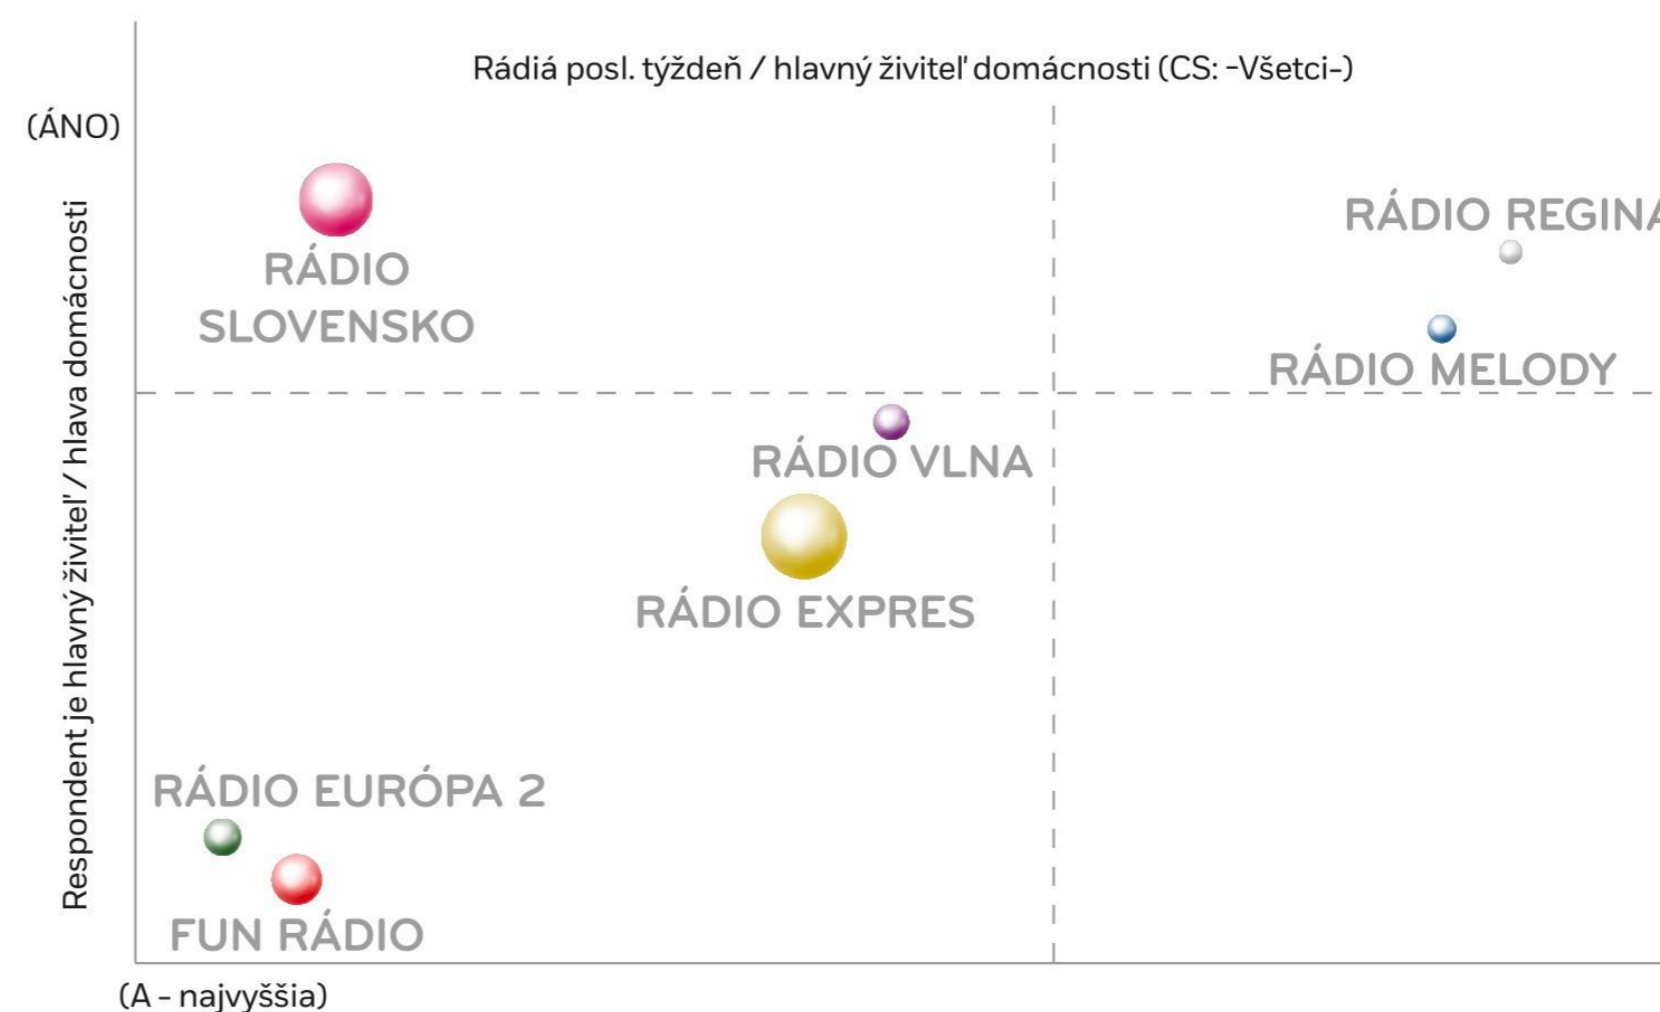 Rádiá posl. týždeň / hlavný živiteľ domácnosti (CS: -Všetci-)
(ÁNO)
Respondent je hlavný živiteľ / hlava domácnosti
RÁDIO
SLOVENSKO
RÁDIO REGINA
RÁDIO MELODY
RÁDIO VLNA
RÁDIO EXPRES
RÁDIO EURÓPA 2
FUN RÁDIO
(A - najvyššia)